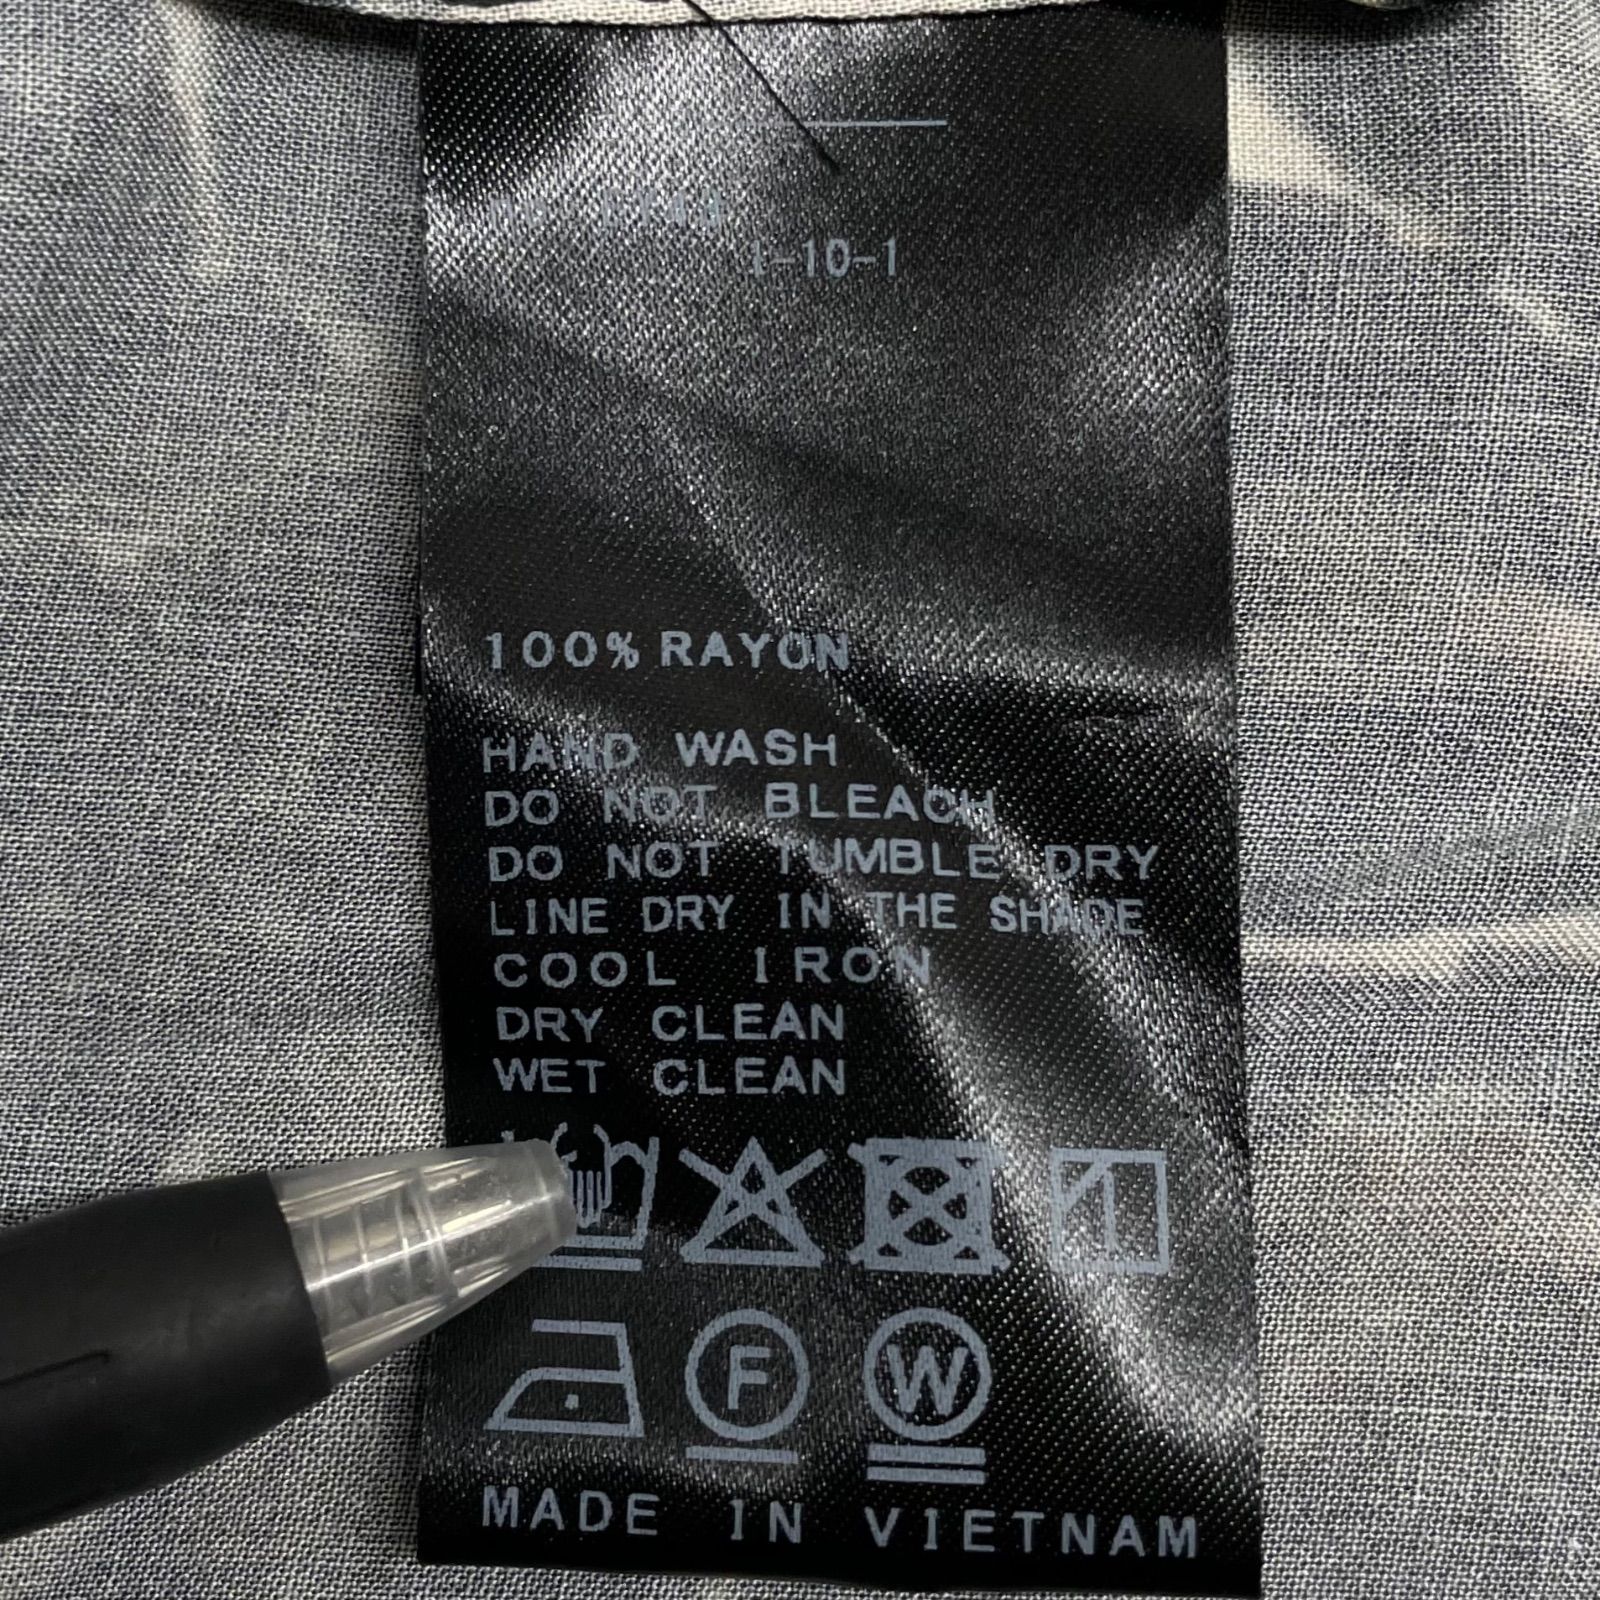 1-10-1
100% RAYON
HAND WASH
DO NOT BLEACH
DO NOT TUMBLE DRY
LINE DRY IN THE SHADE
COOL IRON
DRY CLEAN
WET CLEAN
F W
MADE IN VIETNAM